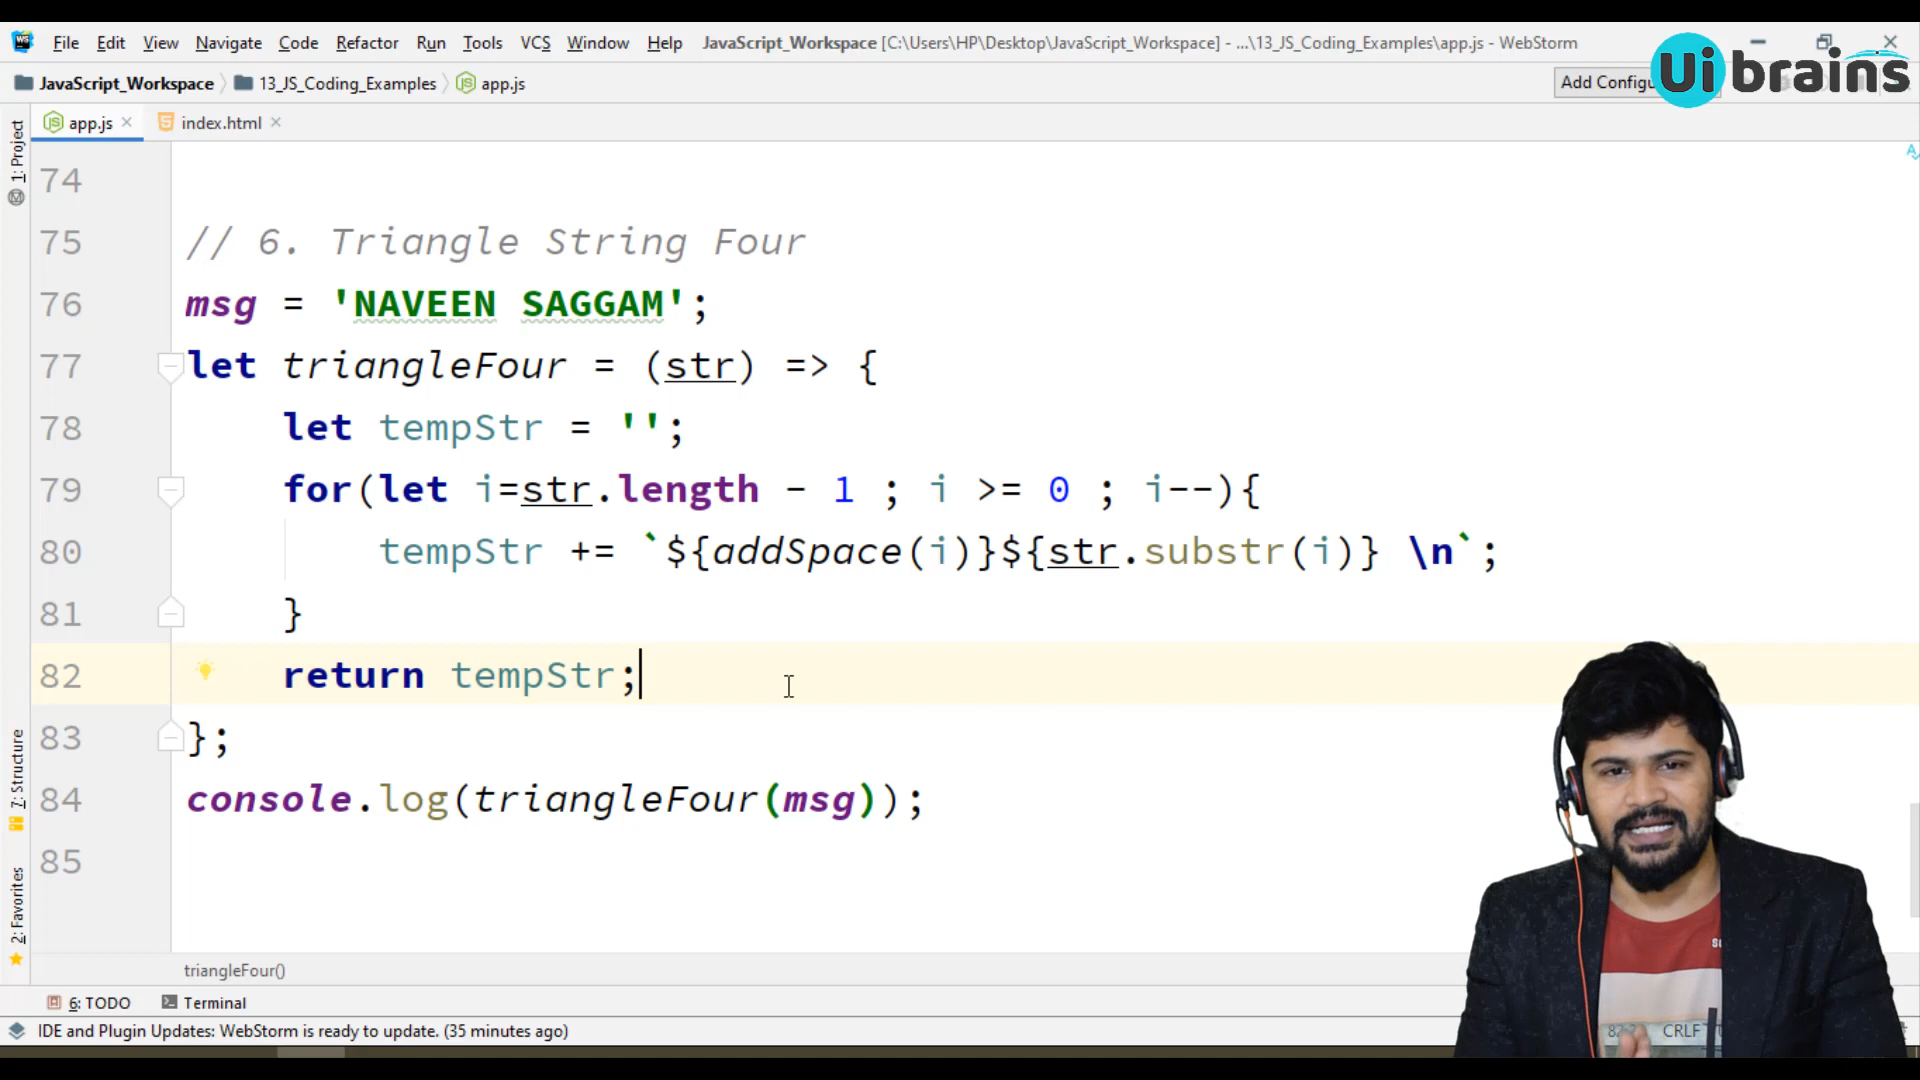 File Edit View Navigate Code Refactor Run Tools VCS Window Help JavaScript_Workspace [C:\Users\HP\Desktop\JavaScript_Workspace] - ...\13_JS_Coding_Examples\app.js - WebStorm
JavaScript_Workspace 13_JS_Coding_Examples app.js Add Configu
Ui brains
app.js index.html
1: Project
7: Structure
2: Favorites
74
75 // 6. Triangle String Four
76 msg = 'NAVEEN SAGGAM';
77 let triangleFour = (str) => {
78 let tempStr = '';
79 for(let i=str.length - 1 ; i >= 0 ; i--){
80 tempStr += `${addSpace(i)}${str.substr(i)} \n`;
81 }
82 return tempStr;
83 };
84 console.log(triangleFour(msg));
85
triangleFour()
6: TODO Terminal
IDE and Plugin Updates: WebStorm is ready to update. (35 minutes ago) CRLF